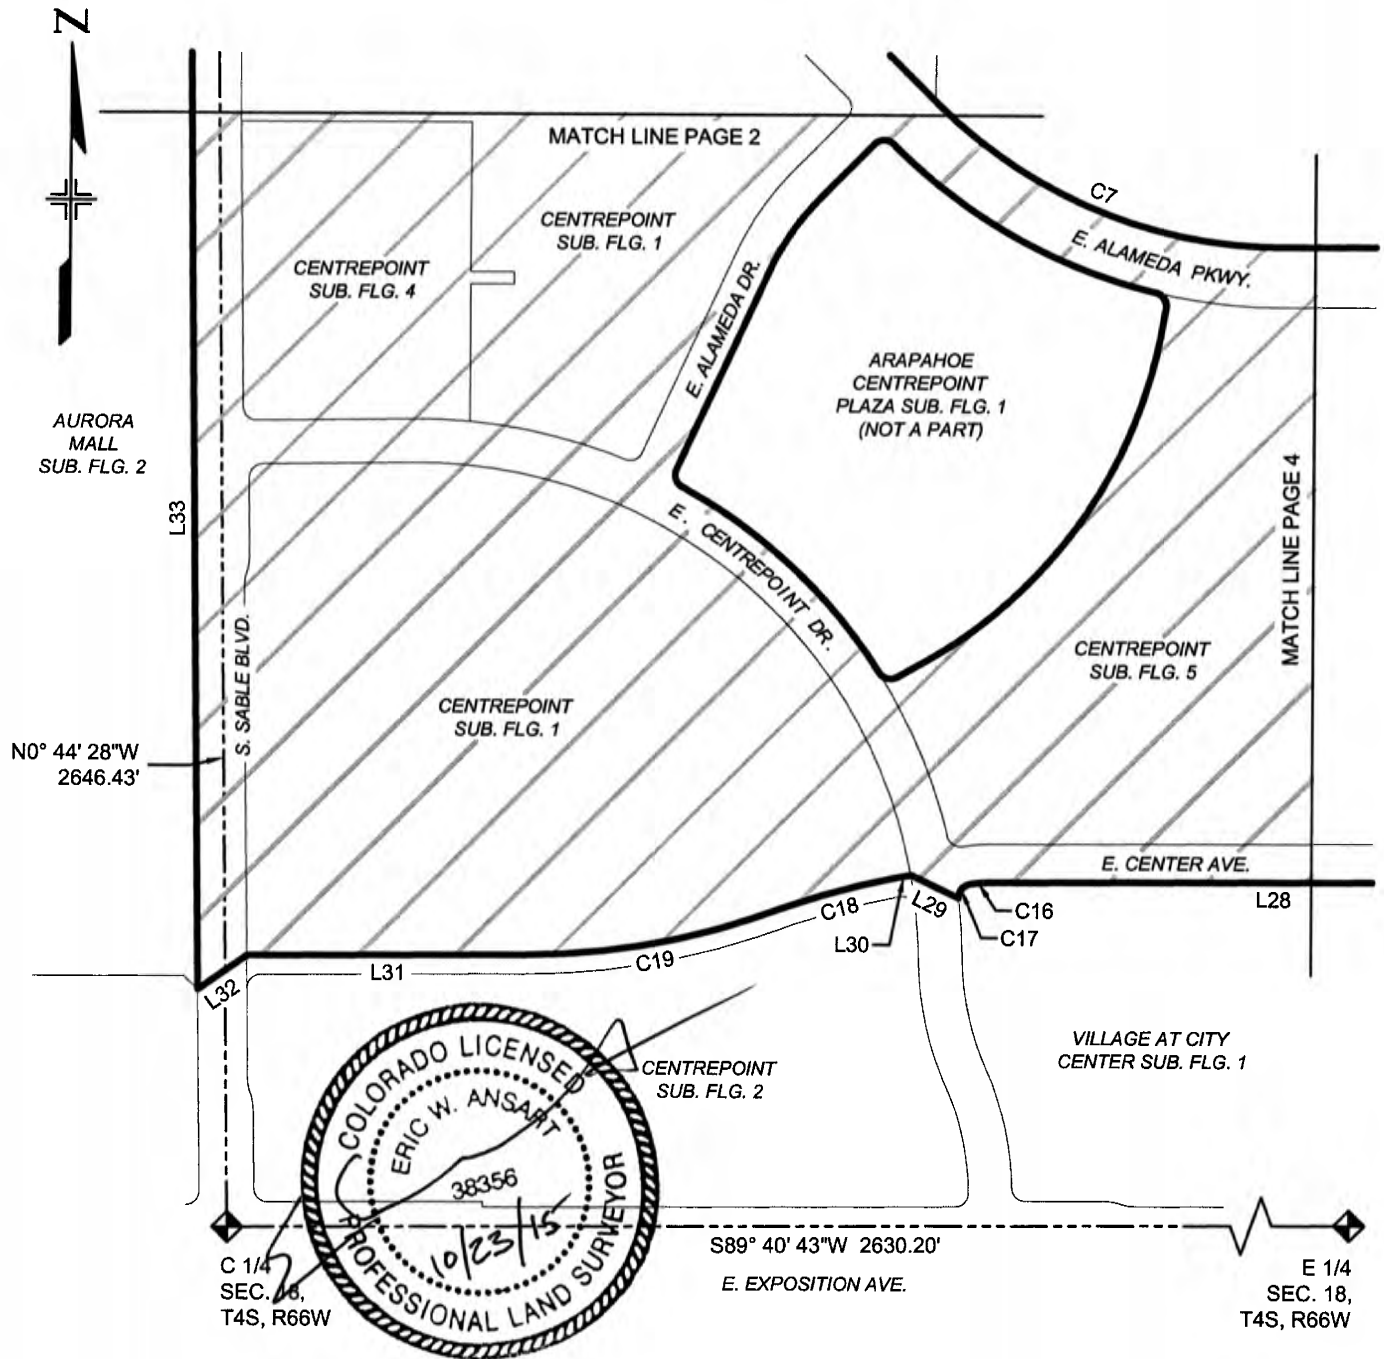 N
MATCH LINE PAGE 2
C7
E. ALAMEDA PKWY.
CENTREPOINT
SUB. FLG. 1
CENTREPOINT
SUB. FLG. 4
E. ALAMEDA DR.
ARAPAHOE
CENTREPOINT
PLAZA SUB. FLG. 1
(NOT A PART)
AURORA
MALL
SUB. FLG. 2
L33
E. CENTREPOINT DR.
MATCH LINE PAGE 4
S. SABLE BLVD.
CENTREPOINT
SUB. FLG. 5
CENTREPOINT
SUB. FLG. 1
N0° 44' 28"W
2646.43'
E. CENTER AVE.
L28
C16
C17
L29
L30
C18
C19
L31
L32
CENTREPOINT
SUB. FLG. 2
VILLAGE AT CITY
CENTER SUB. FLG. 1
COLORADO LICENSED
ERIC W. ANSART
38356
10/23/15
PROFESSIONAL LAND SURVEYOR
C 1/4
SEC. 18,
T4S, R66W
S89° 40' 43"W 2630.20'
E. EXPOSITION AVE.
E 1/4
SEC. 18,
T4S, R66W